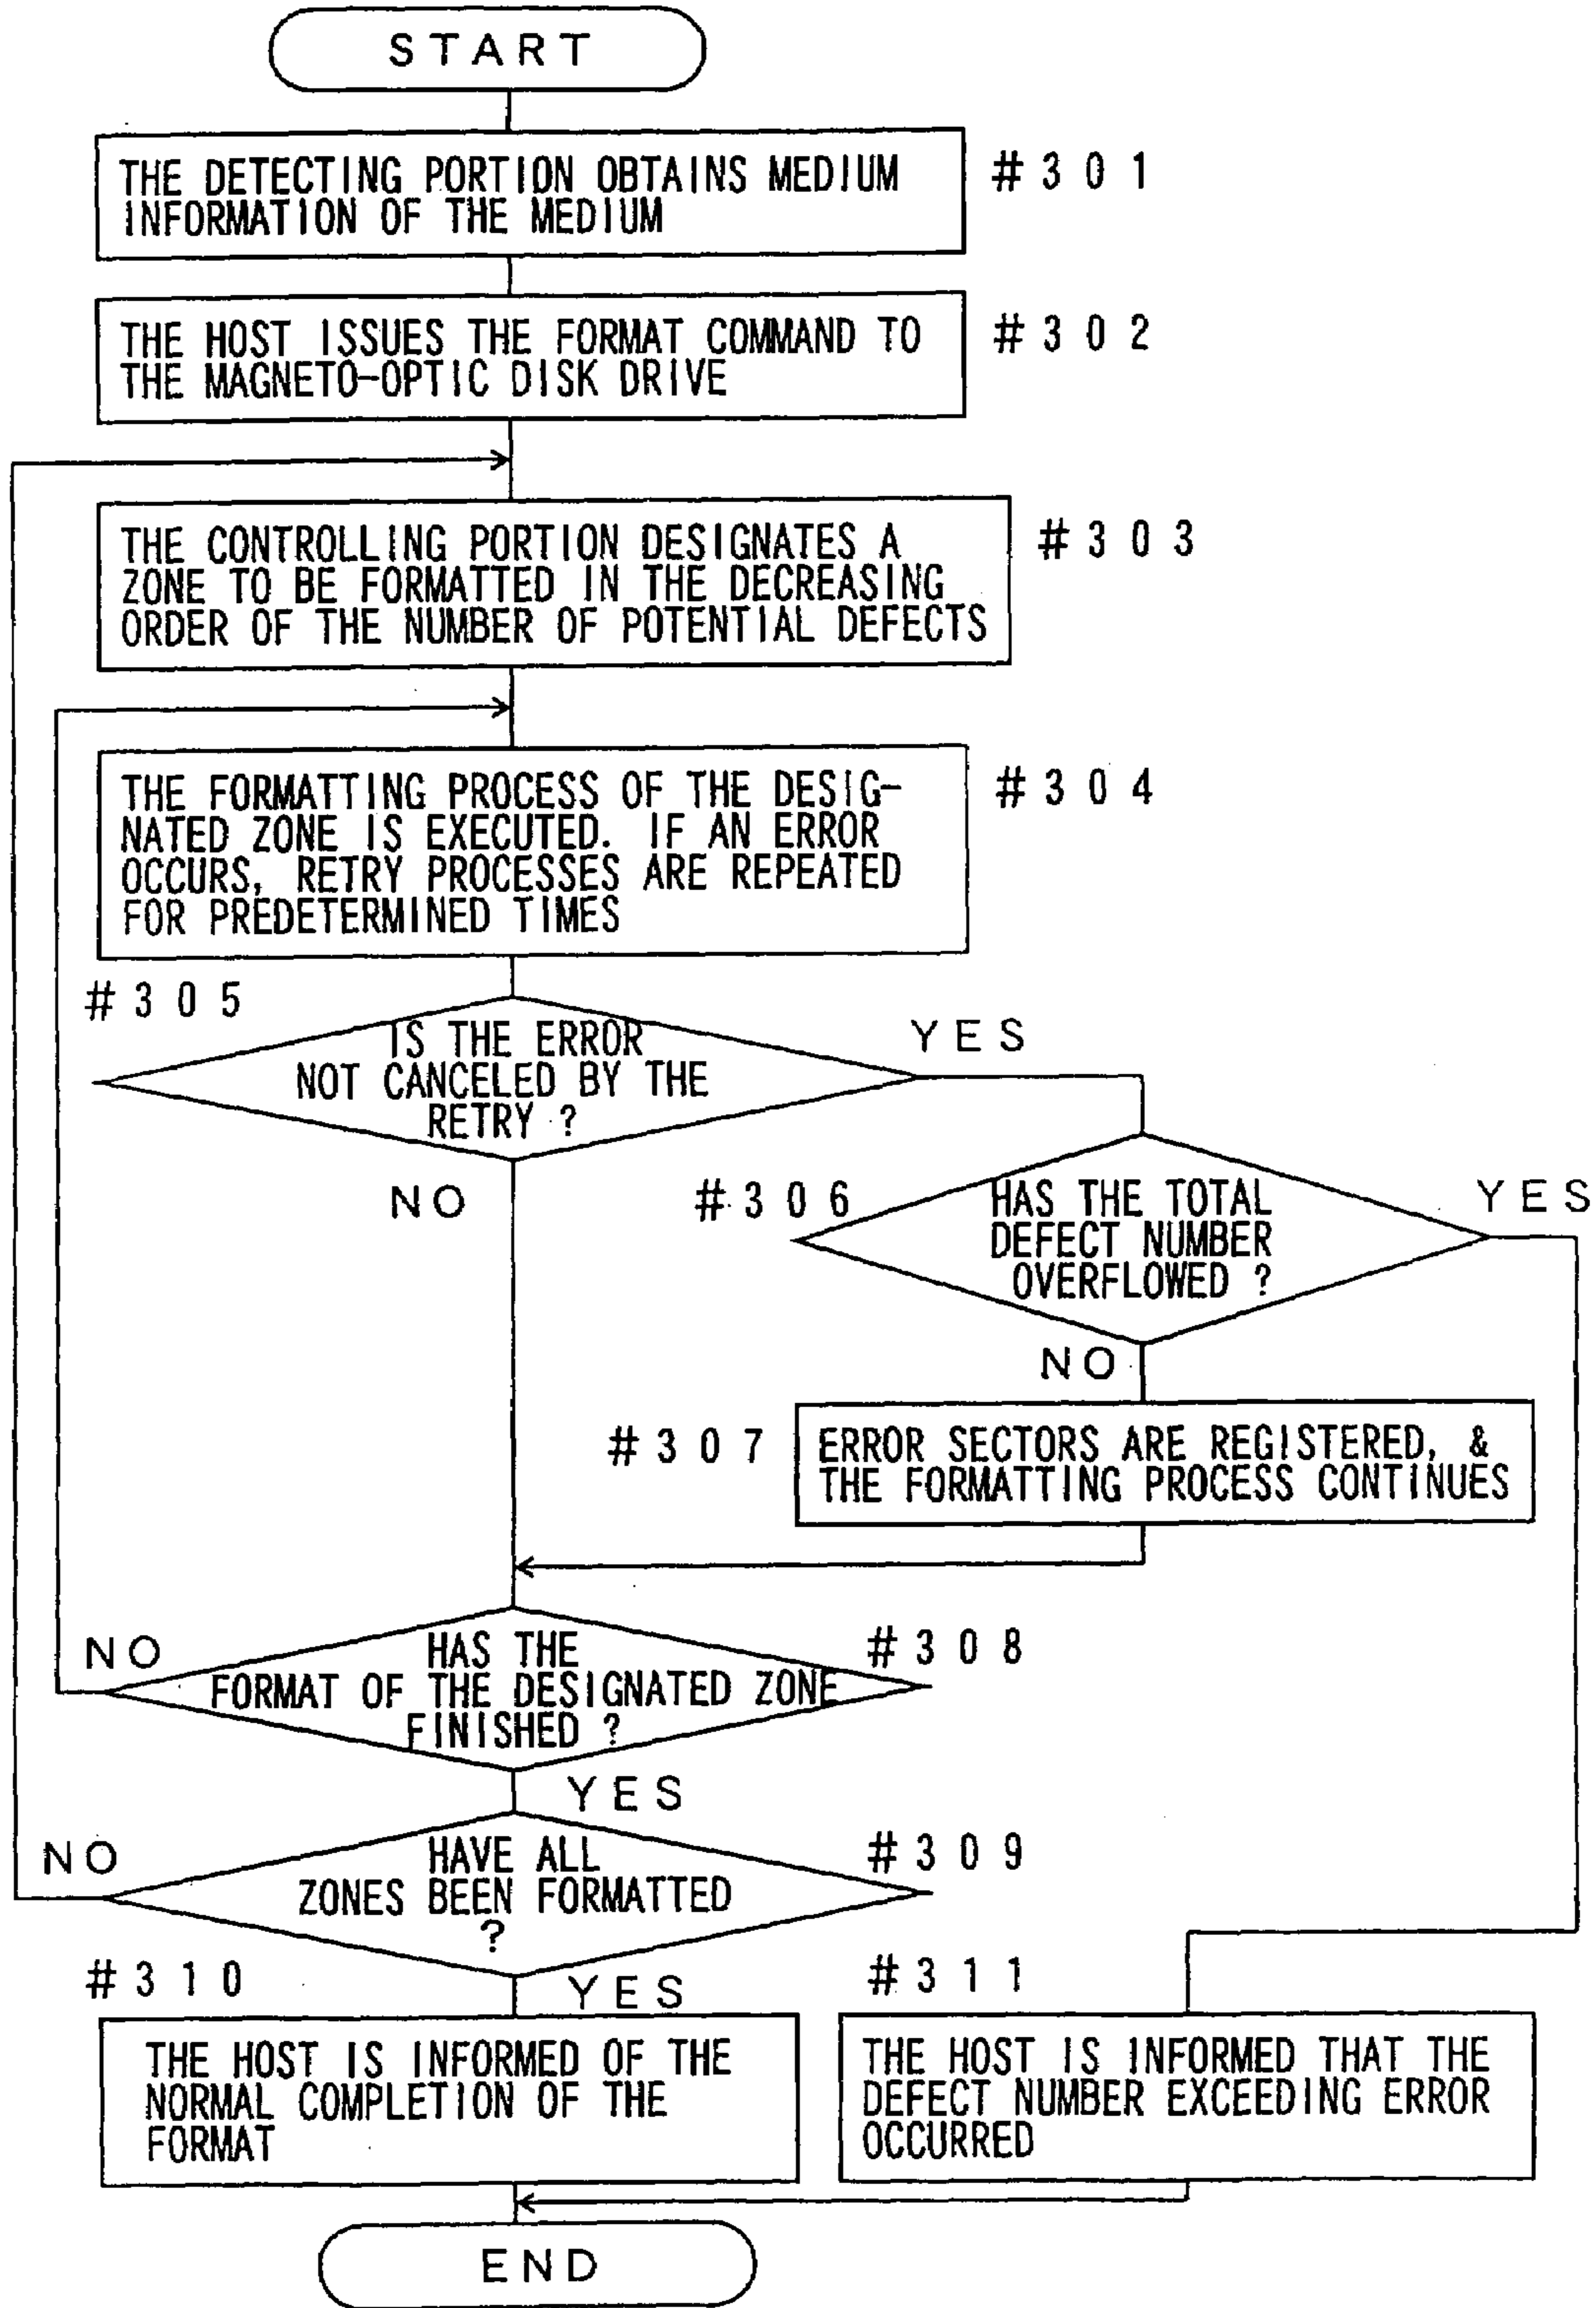 START
THE DETECTING PORTION OBTAINS MEDIUM
INFORMATION OF THE MEDIUM
#301
THE HOST ISSUES THE FORMAT COMMAND TO
THE MAGNETO-OPTIC DISK DRIVE
#302
THE CONTROLLING PORTION DESIGNATES A
ZONE TO BE FORMATTED IN THE DECREASING
ORDER OF THE NUMBER OF POTENTIAL DEFECTS
#303
THE FORMATTING PROCESS OF THE DESIG-
NATED ZONE IS EXECUTED. IF AN ERROR
OCCURS, RETRY PROCESSES ARE REPEATED
FOR PREDETERMINED TIMES
#304
#305
IS THE ERROR
NOT CANCELED BY THE
RETRY ?
YES
NO
#306
HAS THE TOTAL
DEFECT NUMBER
OVERFLOWED ?
YES
NO
#307
ERROR SECTORS ARE REGISTERED, &
THE FORMATTING PROCESS CONTINUES
NO
HAS THE
FORMAT OF THE DESIGNATED ZONE
FINISHED ?
#308
YES
NO
HAVE ALL
ZONES BEEN FORMATTED
?
#309
YES
#310
THE HOST IS INFORMED OF THE
NORMAL COMPLETION OF THE
FORMAT
#311
THE HOST IS INFORMED THAT THE
DEFECT NUMBER EXCEEDING ERROR
OCCURRED
END